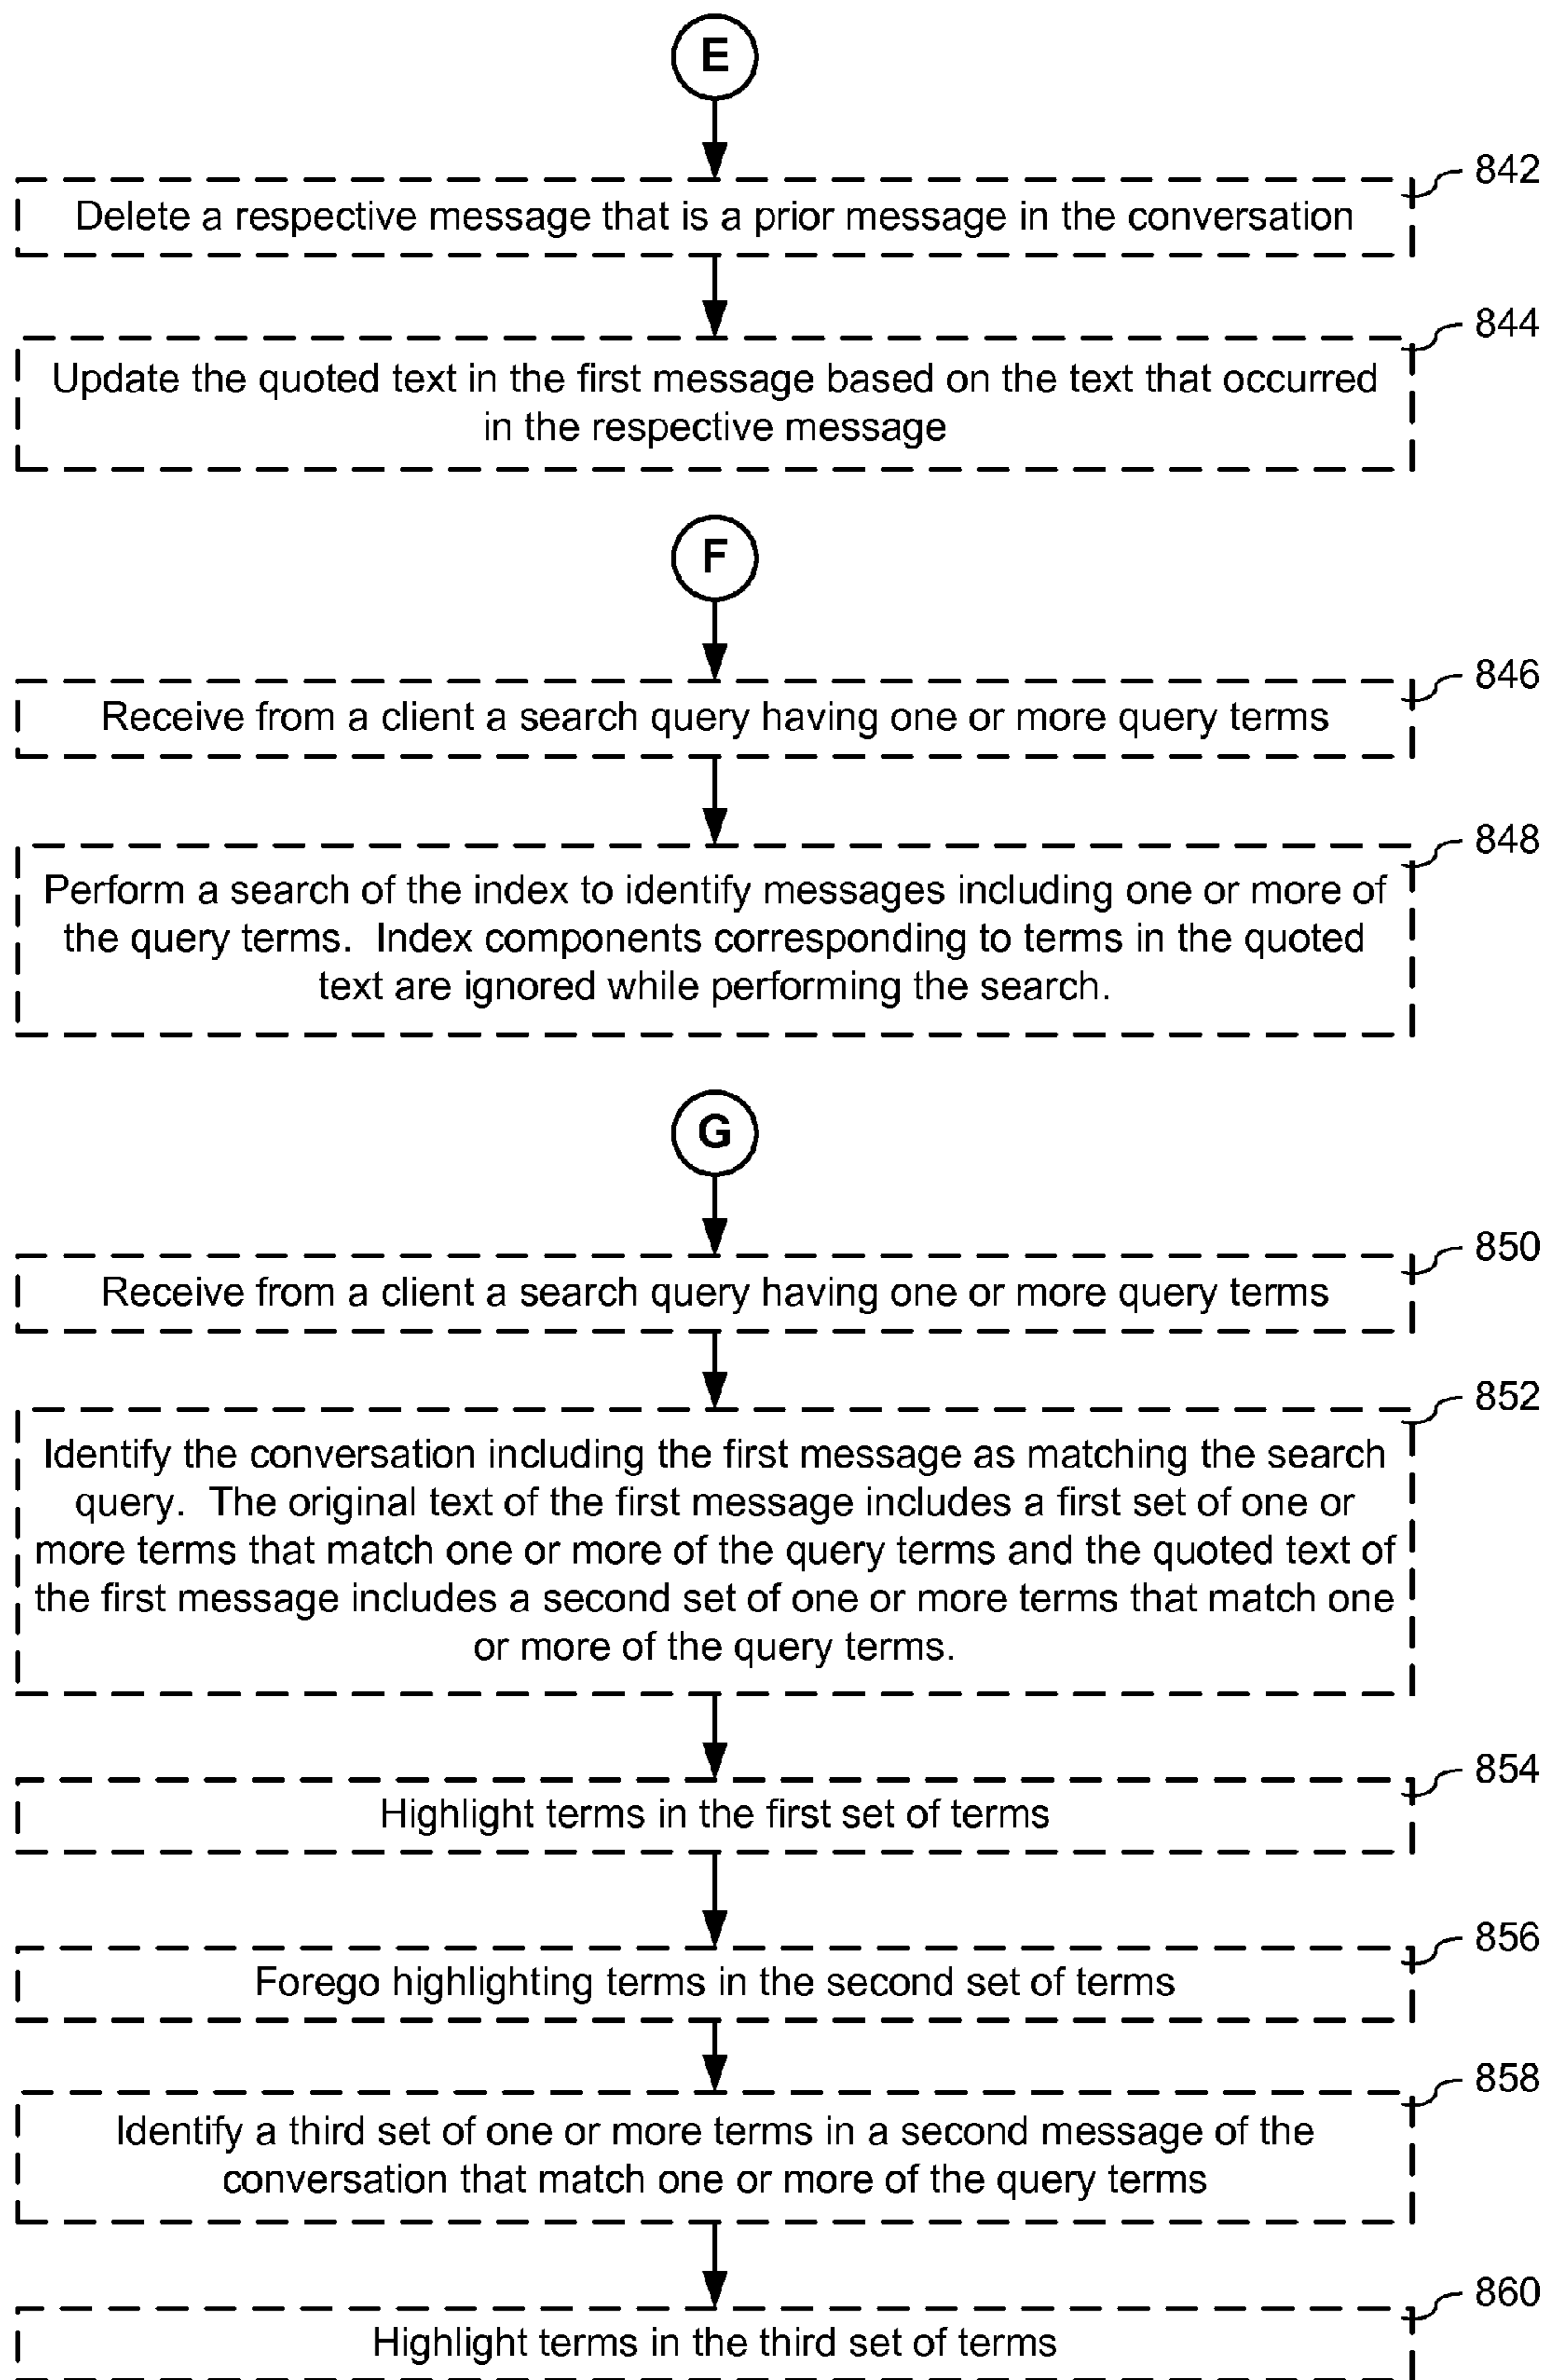 E
842
Delete a respective message that is a prior message in the conversation
844
Update the quoted text in the first message based on the text that occurred
in the respective message
F
846
Receive from a client a search query having one or more query terms
848
Perform a search of the index to identify messages including one or more of
the query terms. Index components corresponding to terms in the quoted
text are ignored while performing the search.
G
850
Receive from a client a search query having one or more query terms
852
Identify the conversation including the first message as matching the search
query. The original text of the first message includes a first set of one or
more terms that match one or more of the query terms and the quoted text of
the first message includes a second set of one or more terms that match one
or more of the query terms.
854
Highlight terms in the first set of terms
856
Forego highlighting terms in the second set of terms
858
Identify a third set of one or more terms in a second message of the
conversation that match one or more of the query terms
860
Highlight terms in the third set of terms